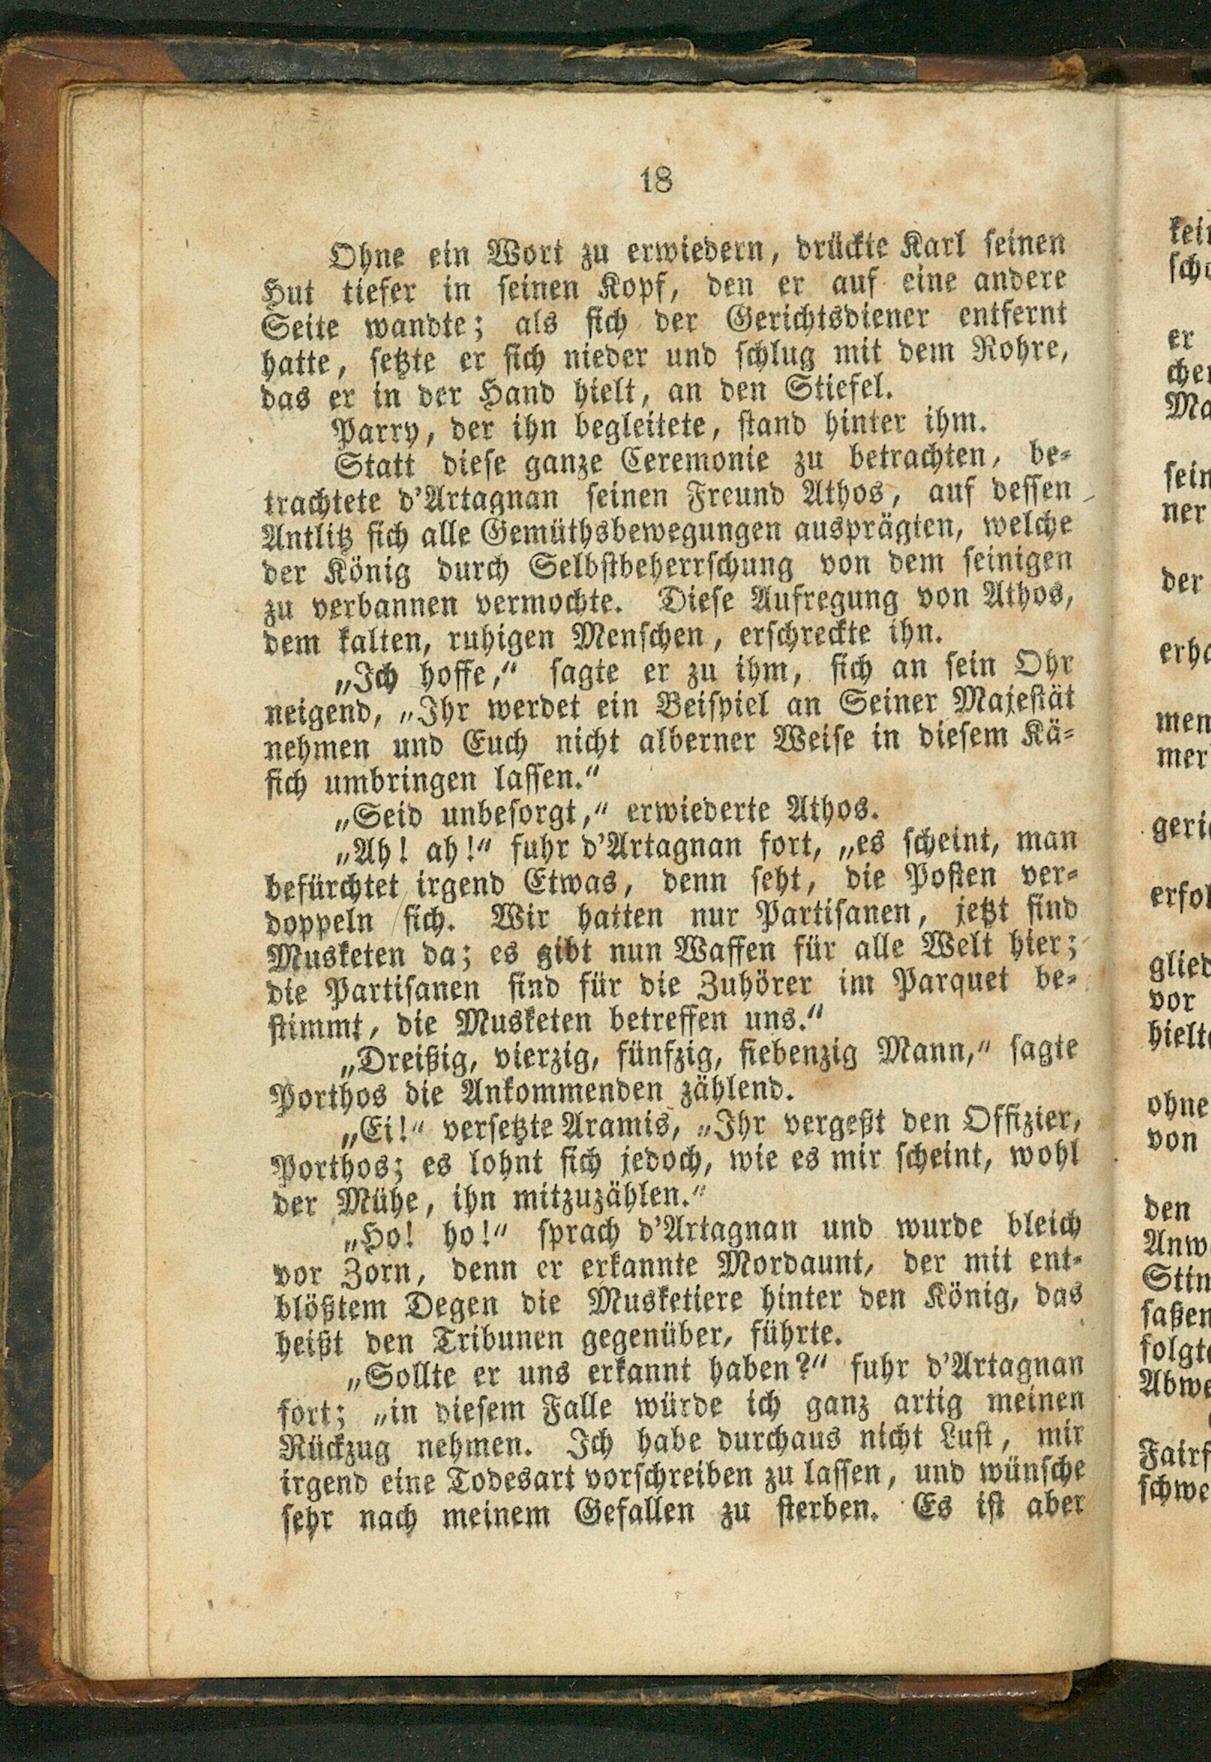 18
Ohne ein Wort zu erwiedern, drückte Karl seinen
Hut tiefer in seinen Kopf, den er auf eine andere
Seite wandte; als sich der Gerichtsdiener entfernt
hatte, setzte er sich nieder und schlug mit dem Rohre,
das er in der Hand hielt, an den Stiefel.
Parry, der ihn begleitete, stand hinter ihm.
Statt diese ganze Ceremonie zu betrachten, be-
trachtete d'Artagnan seinen Freund Athos, auf dessen
Antlitz sich alle Gemüthsbewegungen ausprägten, welche
der König durch Selbstbeherrschung von dem seinigen
zu verbannen vermochte. Diese Aufregung von Athos,
dem kalten, ruhigen Menschen, erschreckte ihn.
„Ich hoffe,“ sagte er zu ihm, sich an sein Ohr
neigend, „Ihr werdet ein Beispiel an Seiner Majestät
nehmen und Euch nicht alberner Weise in diesem Kä-
fich umbringen lassen.“
„Seid unbesorgt,“ erwiederte Athos.
„Ah! ah!“ fuhr d'Artagnan fort, „es scheint, man
befürchtet irgend Etwas, denn seht, die Posten ver-
doppeln sich. Wir hatten nur Partisanen, jetzt sind
Musketen da; es gibt nun Waffen für alle Welt hier;
die Partisanen sind für die Zuhörer im Parquet be-
stimmt, die Musketen betreffen uns.“
„Dreißig, vierzig, fünfzig, siebenzig Mann,“ sagte
Porthos die Ankommenden zählend.
„Ei!“ versetzte Aramis, „Ihr vergeßt den Offizier,
Porthos; es lohnt sich jedoch, wie es mir scheint, wohl
der Mühe, ihn mitzuzählen.“
„Ho! ho!“ sprach d'Artagnan und wurde bleich
vor Zorn, denn er erkannte Mordaunt, der mit ent-
blößtem Degen die Musketiere hinter den König, das
heißt den Tribunen gegenüber, führte.
„Sollte er uns erkannt haben?“ fuhr d'Artagnan
fort; „in diesem Falle würde ich ganz artig meinen
Rückzug nehmen. Ich habe durchaus nicht Lust, mir
irgend eine Todesart vorschreiben zu lassen, und wünsche
sehr nach meinem Gefallen zu sterben. Es ist aber
er
Ma
ner
der
vor
ohne
von
den